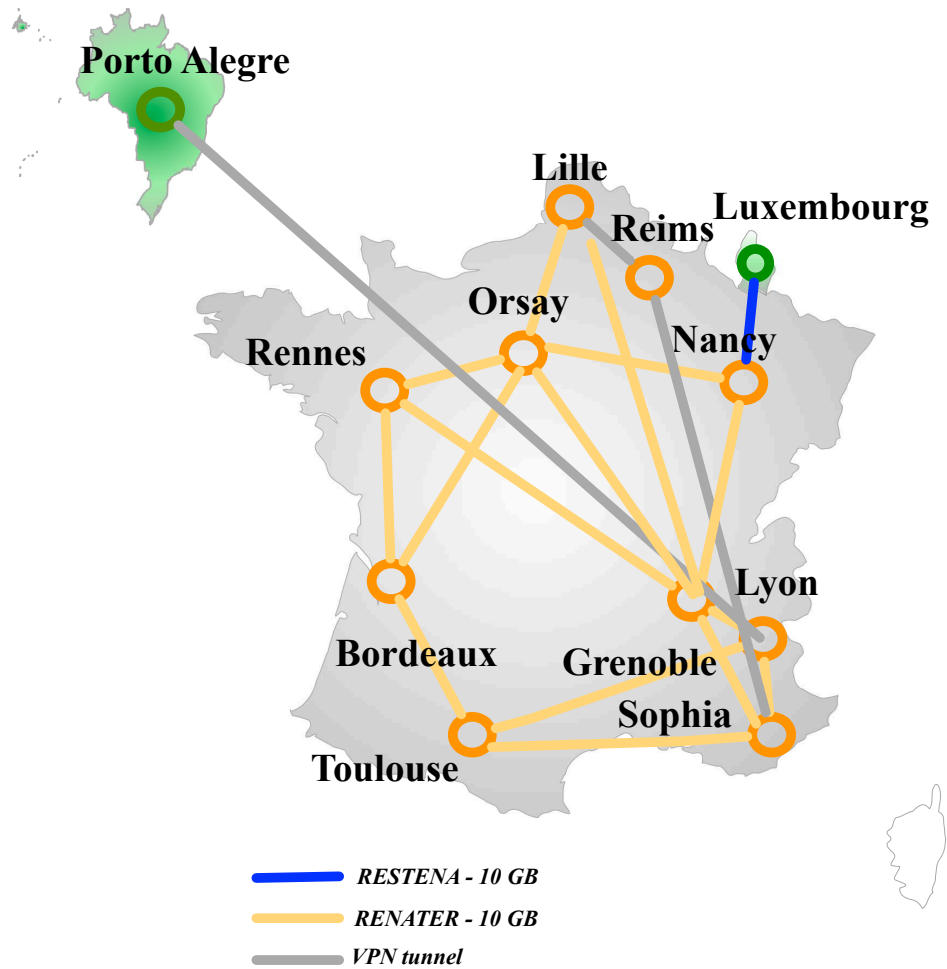 Porto Alegre
Lille
Luxembourg
Reims
Orsay
Nancy
Rennes
Lyon
Bordeaux
Grenoble
Sophia
Toulouse
RESTENA - 10 GB
RENATER - 10 GB
VPN tunnel